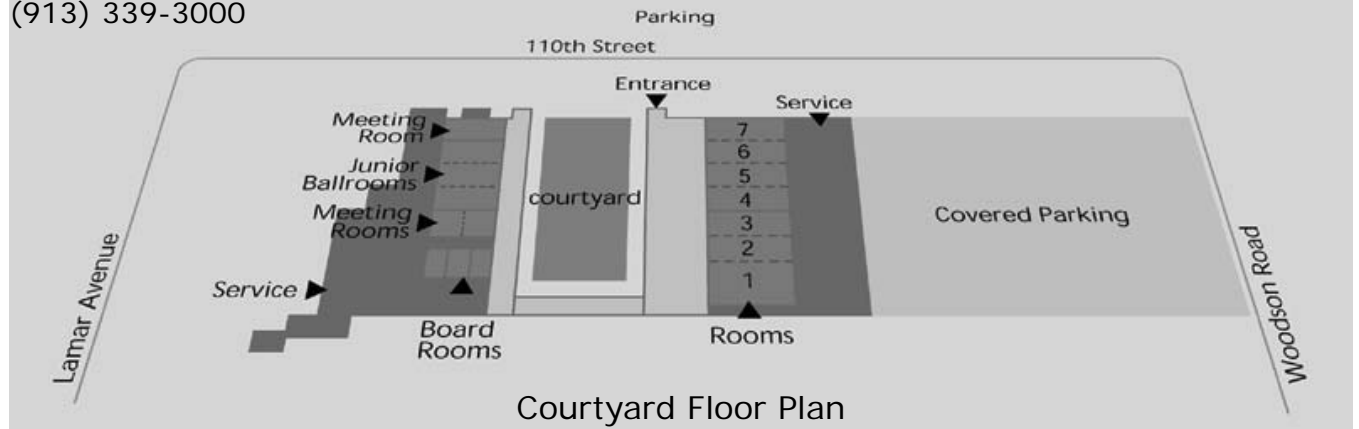 (913) 339-3000
Parking
110th Street
Entrance
Service
Meeting
Room
Junior
Ballrooms
Meeting
Rooms
Service
Board
Rooms
courtyard
7
6
5
4
3
2
1
Rooms
Covered Parking
Lamar Avenue
Woodson Road
Courtyard Floor Plan